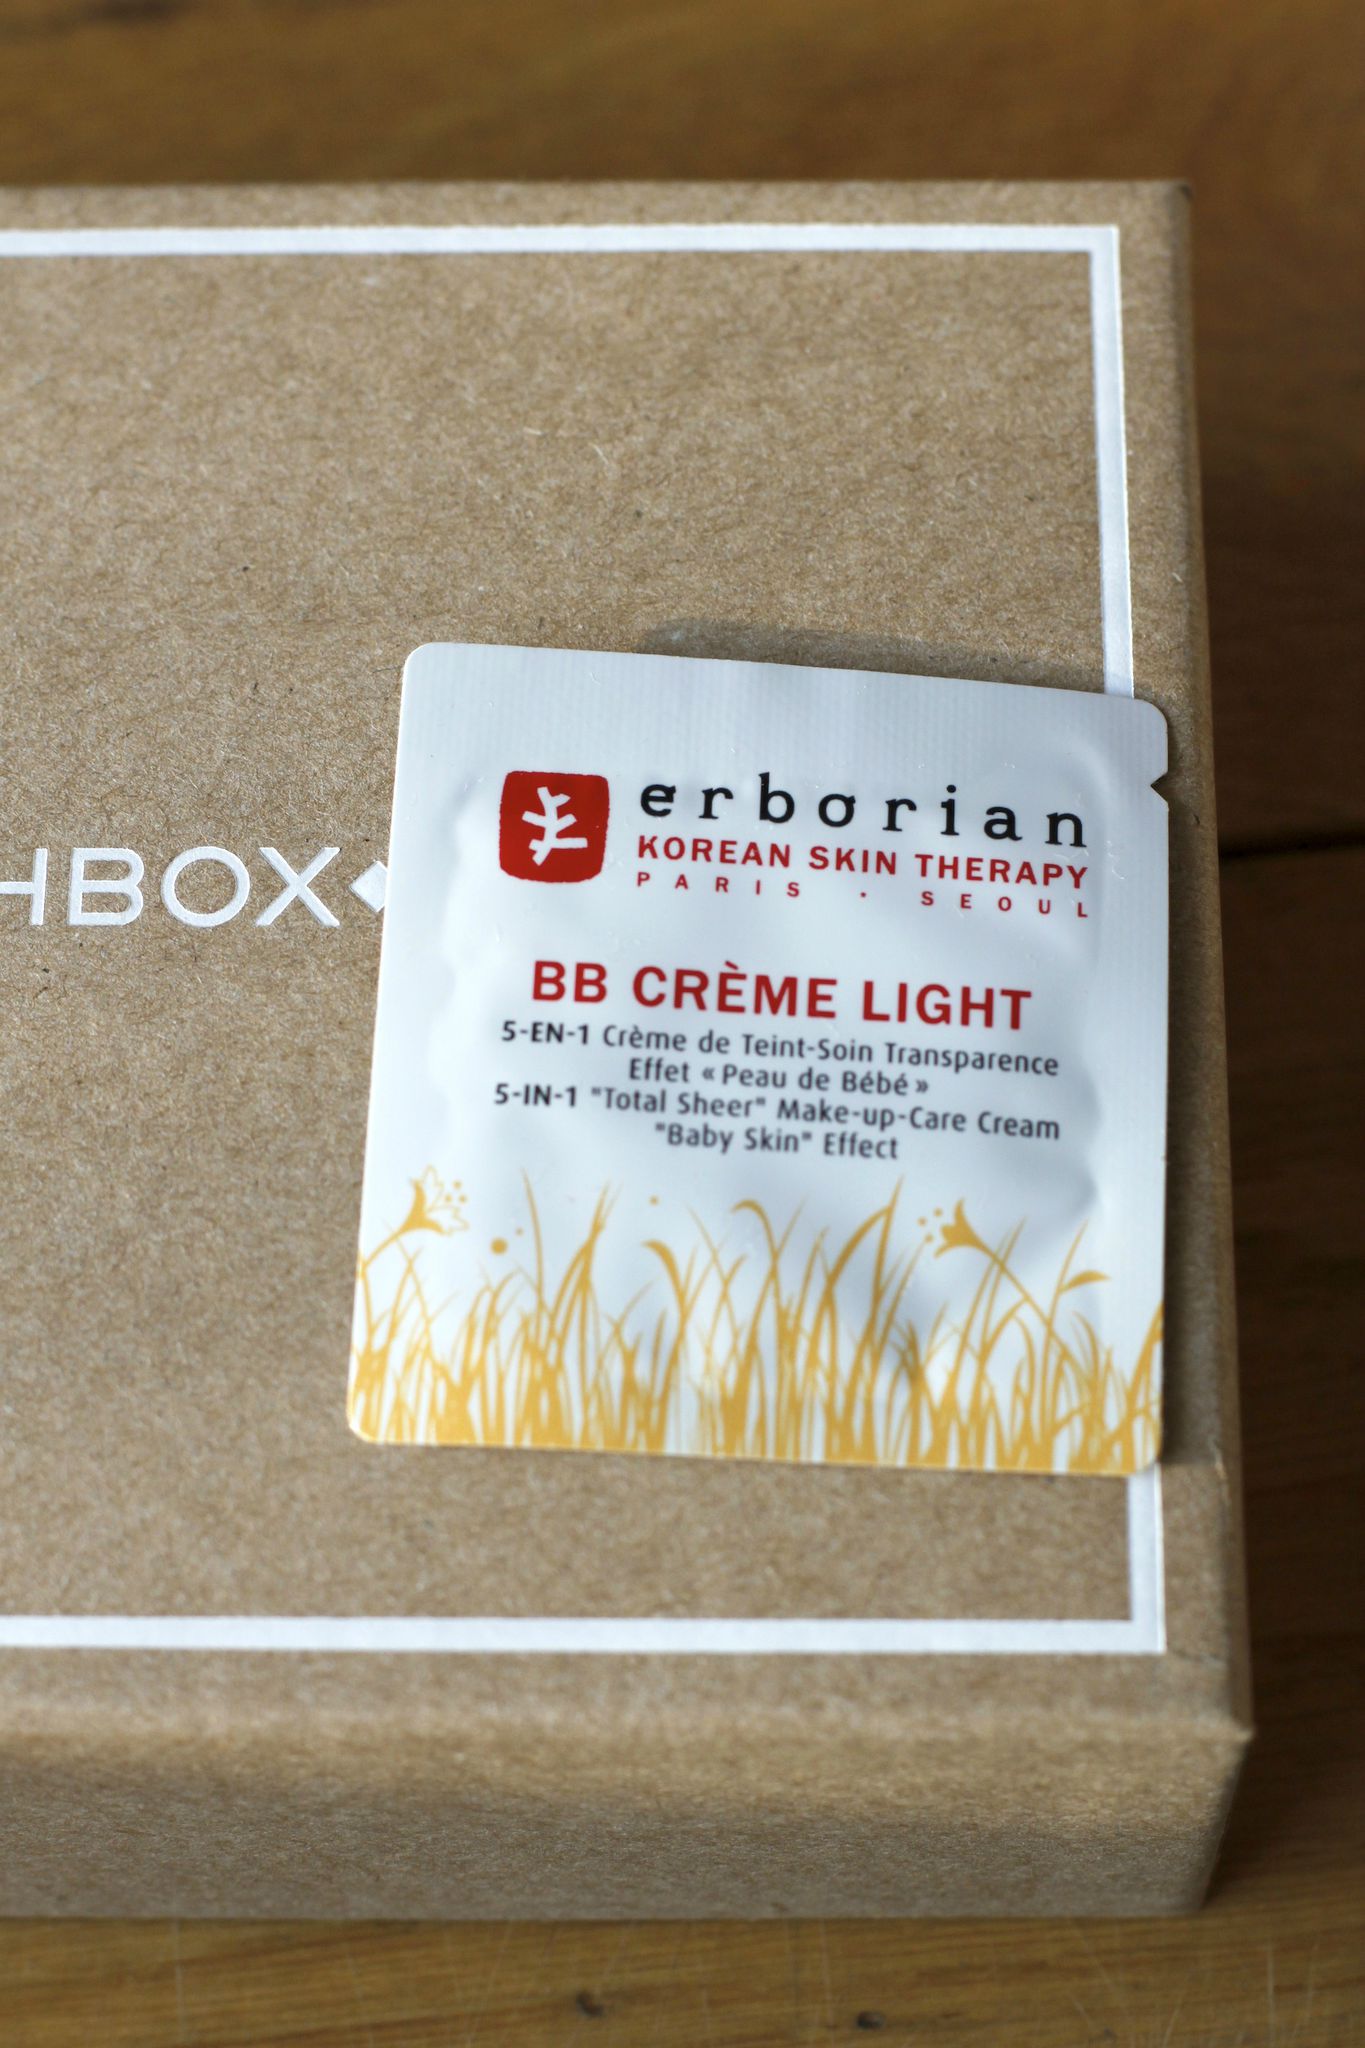 HBOX
erborian
KOREAN SKIN THERAPY
PARIS · SEOUL
BB CRÈME LIGHT
5-EN-1 Crème de Teint-Soin Transparence
Effet « Peau de Bébé »
5-IN-1 "Total Sheer" Make-up-Care Cream
"Baby Skin" Effect